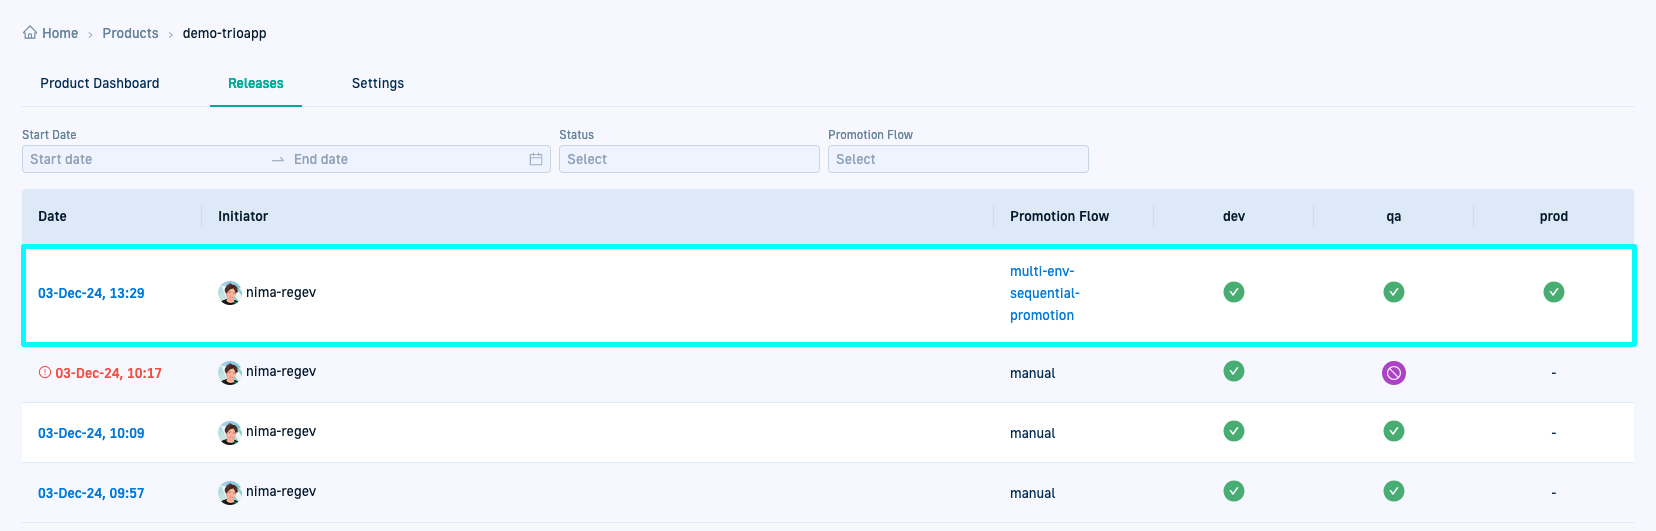 Home › Products › demo-trioapp
Product Dashboard Releases Settings
Start Date Status Promotion Flow
Start date → End date Select Select
Date Initiator Promotion Flow dev qa prod
03-Dec-24, 13:29 nima-regev multi-env-
sequential-
promotion
03-Dec-24, 10:17 nima-regev manual -
03-Dec-24, 10:09 nima-regev manual -
03-Dec-24, 09:57 nima-regev manual -